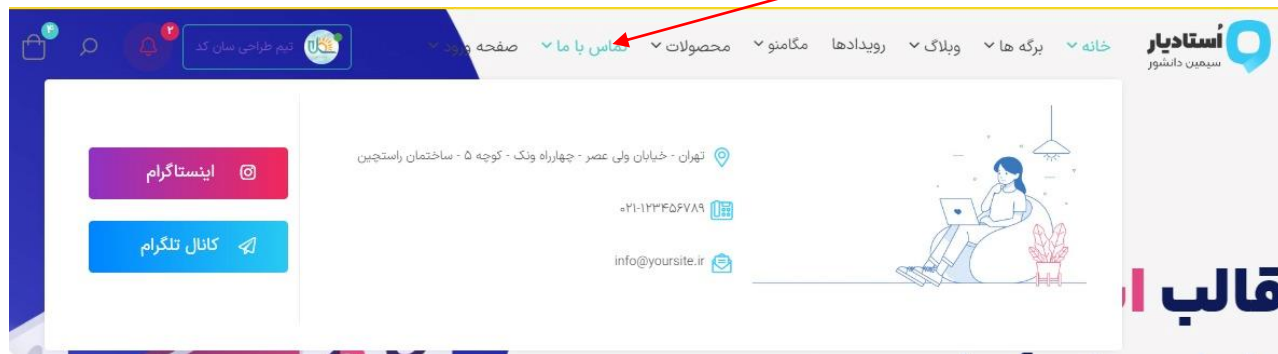 اُستادیار
سیمین دانشور
خانه برگه ها وبلاگ رویدادها مگامنو محصولات تماس با ما صفحه ورود
تیم طراحی سان کد
۲
۴
تهران - خیابان ولی عصر - چهارراه ونک - کوچه ۵ - ساختمان راستچین
۰۲۱-۱۲۳۴۵۶۷۸۹
info@yoursite.ir
اینستاگرام
کانال تلگرام
قالب